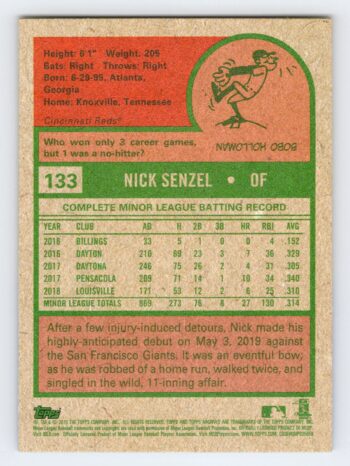 Height: 6'1" Weight: 205
Bats: Right Throws: Right
Born: 6-29-95, Atlanta,
Georgia
Home: Knoxville, Tennessee
Cincinnati Reds®
Who won only 3 career games,
but 1 was a no-hitter?
BOBO HOLLOMAN
133 NICK SENZEL • OF
COMPLETE MINOR LEAGUE BATTING RECORD
YEAR CLUB AB H 2B 3B HR RBI AVG
2016 BILLINGS 33 5 1 0 0 4 .152
2016 DAYTON 210 69 23 3 7 36 .329
2017 DAYTONA 246 75 26 2 4 31 .305
2017 PENSACOLA 209 71 14 1 10 34 .340
2018 LOUISVILLE 171 53 12 2 6 25 .310
MINOR LEAGUE TOTALS 869 273 76 8 27 130 .314
After a few injury-induced detours, Nick made his
highly-anticipated debut on May 3, 2019 against
the San Francisco Giants. It was an eventful bow,
as he was robbed of a home run, walked twice, and
singled in the wild, 11-inning affair.
Topps